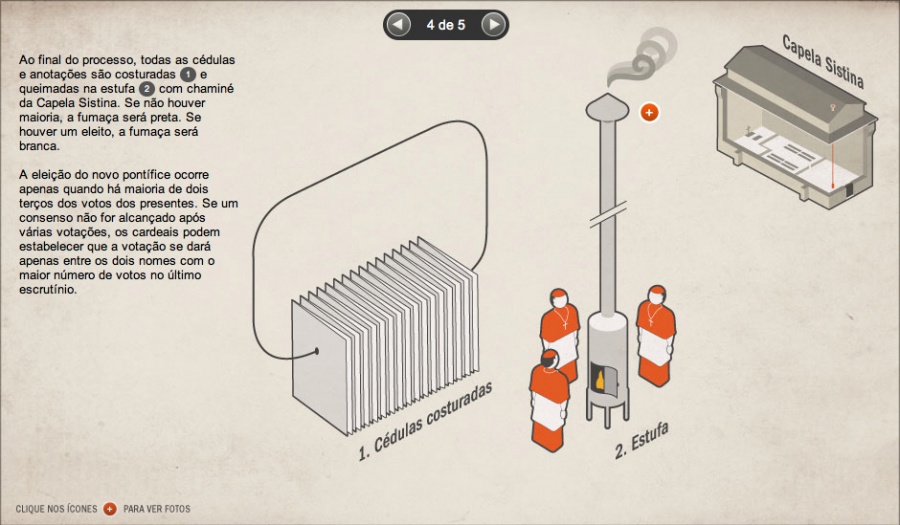 4 de 5
Ao final do processo, todas as cédulas
e anotações são costuradas 1 e
queimadas na estufa 2 com chaminé
da Capela Sistina. Se não houver
maioria, a fumaça será preta. Se
houver um eleito, a fumaça será
branca.
A eleição do novo pontífice ocorre
apenas quando há maioria de dois
terços dos votos dos presentes. Se um
consenso não for alcançado após
várias votações, os cardeais podem
estabelecer que a votação se dará
apenas entre os dois nomes com o
maior número de votos no último
escrutínio.
Capela Sistina
1. Cédulas costuradas
2. Estufa
CLIQUE NOS ÍCONES + PARA VER FOTOS